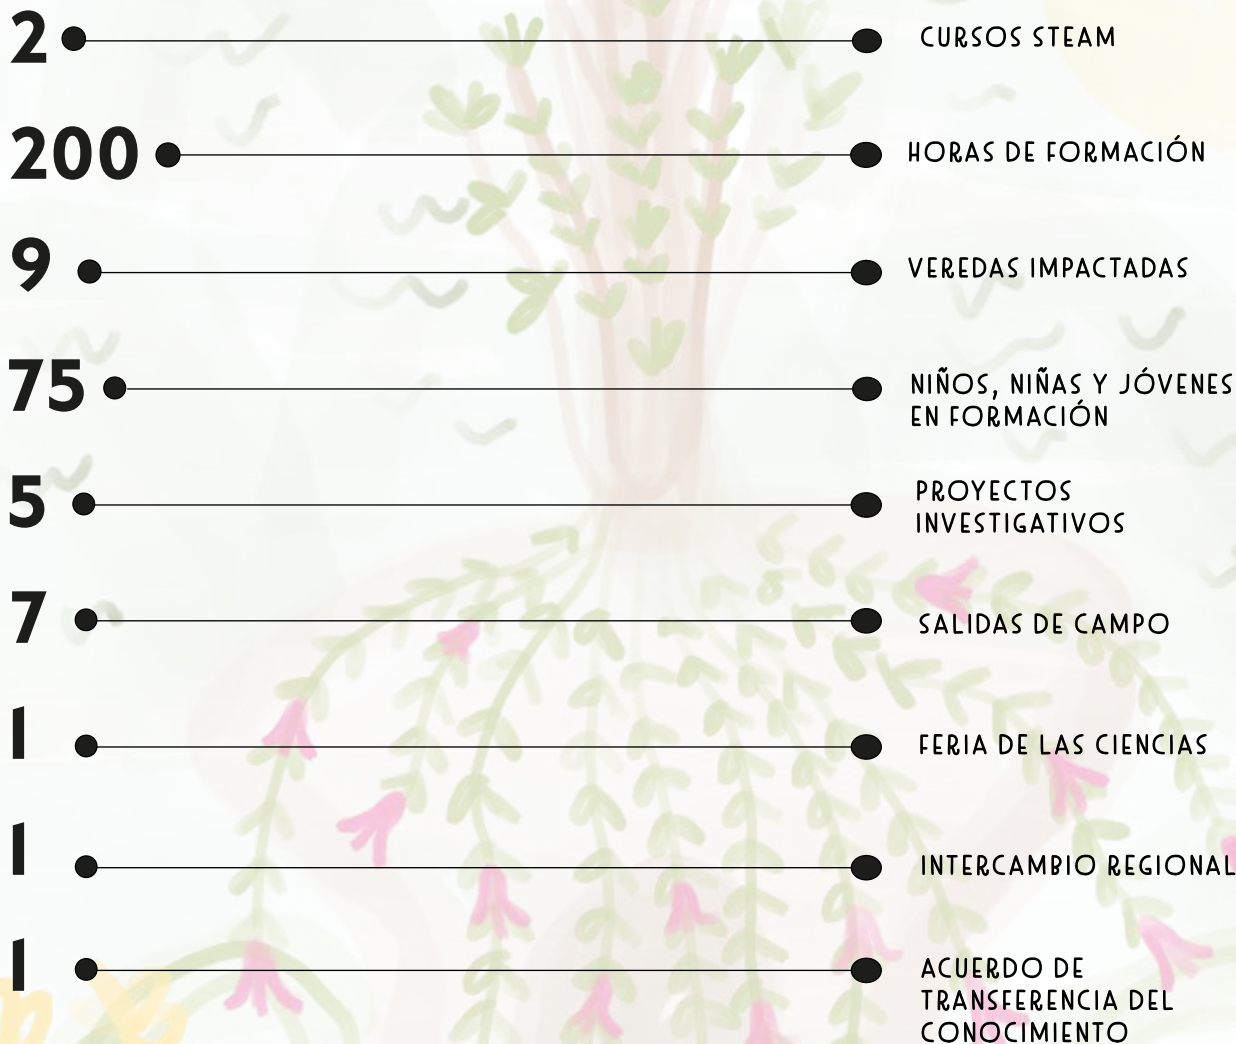 2 CURSOS STEAM
200 HORAS DE FORMACIÓN
9 VEREDAS IMPACTADAS
75 NIÑOS, NIÑAS Y JÓVENES
EN FORMACIÓN
5 PROYECTOS
INVESTIGATIVOS
7 SALIDAS DE CAMPO
1 FERIA DE LAS CIENCIAS
1 INTERCAMBIO REGIONAL
1 ACUERDO DE
TRANSFERENCIA DEL
CONOCIMIENTO